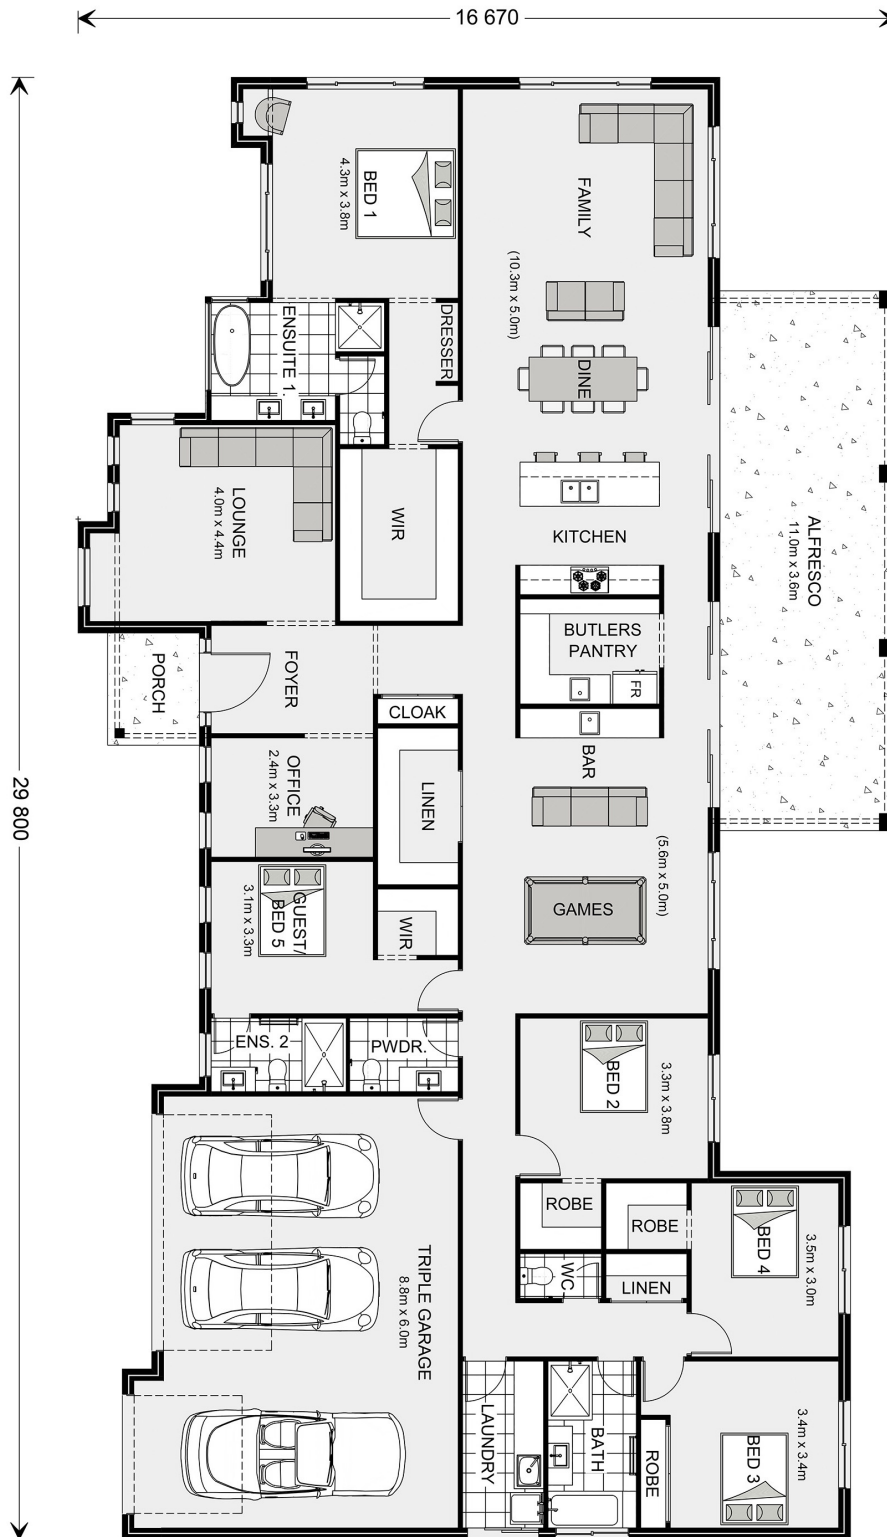 16 670
29 800
BED 1
4.3m x 3.8m
FAMILY
(10.3m x 5.0m)
ENSUITE 1.
DRESSER
DINE
LOUNGE
4.0m x 4.4m
WIR
KITCHEN
ALFRESCO
11.0m x 3.6m
BUTLERS
PANTRY
FR
PORCH
FOYER
CLOAK
BAR
OFFICE
2.4m x 3.3m
LINEN
(5.6m x 5.0m)
GAMES
GUEST/
BED 5
3.1m x 3.3m
WIR
ENS. 2
PWDR.
BED 2
3.3m x 3.8m
ROBE
ROBE
BED 4
3.5m x 3.0m
WC
LINEN
TRIPLE GARAGE
8.8m x 6.0m
LAUNDRY
BATH
ROBE
BED 3
3.4m x 3.4m